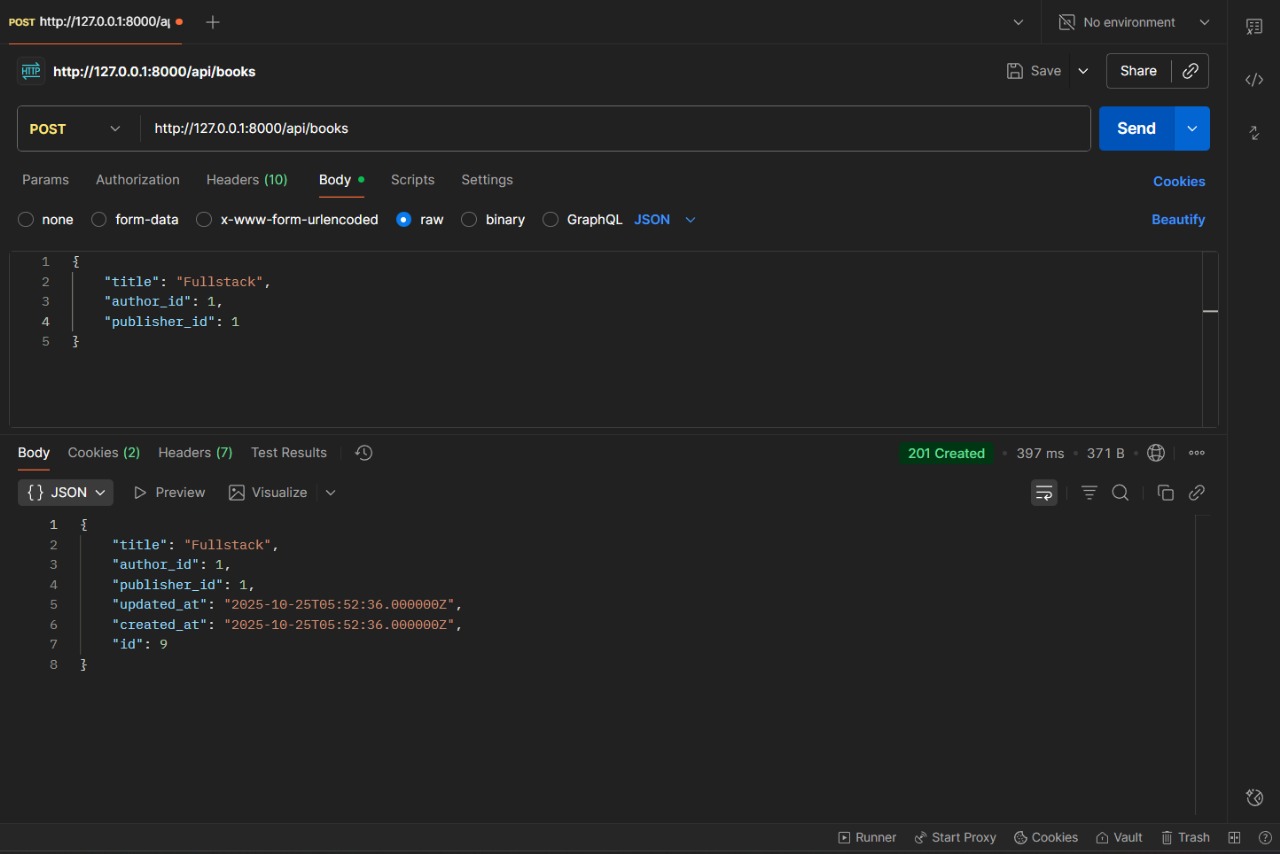 POST http://127.0.0.1:8000/a
No environment
HTTP http://127.0.0.1:8000/api/books
Save
Share
POST http://127.0.0.1:8000/api/books
Send
Params Authorization Headers (10) Body Scripts Settings
Cookies
none form-data x-www-form-urlencoded raw binary GraphQL JSON
Beautify
1 {
2 "title": "Fullstack",
3 "author_id": 1,
4 "publisher_id": 1
5 }
Body Cookies (2) Headers (7) Test Results
201 Created • 397 ms • 371 B
{} JSON Preview Visualize
1 {
2 "title": "Fullstack",
3 "author_id": 1,
4 "publisher_id": 1,
5 "updated_at": "2025-10-25T05:52:36.000000Z",
6 "created_at": "2025-10-25T05:52:36.000000Z",
7 "id": 9
8 }
Runner Start Proxy Cookies Vault Trash